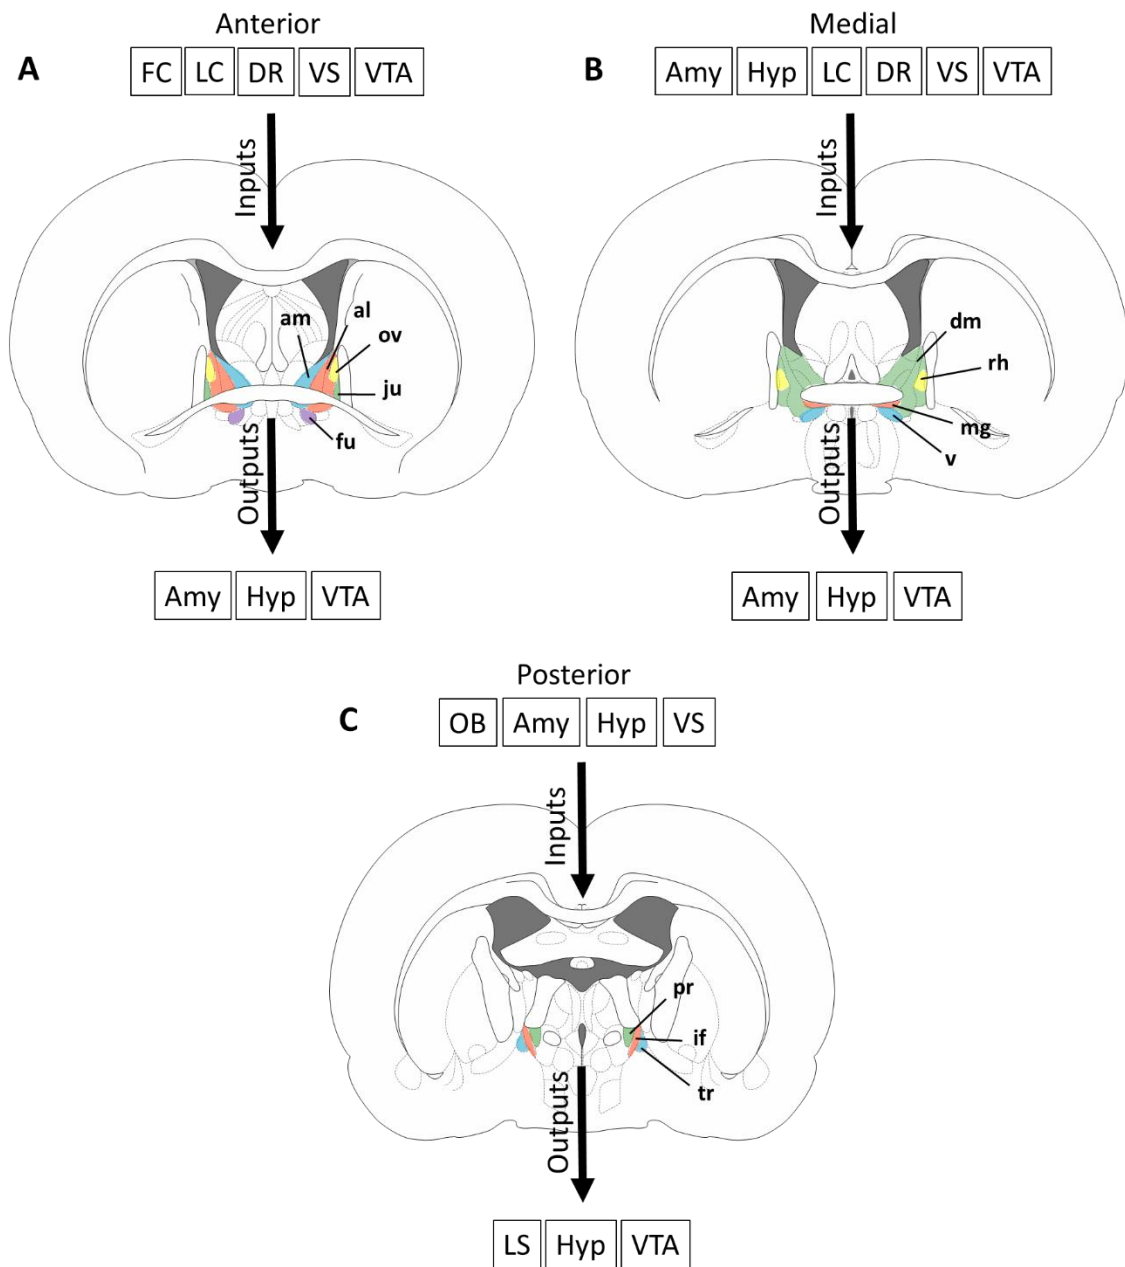 Anterior
A
FC LC DR VS VTA
Inputs
am
al
ov
ju
fu
Outputs
Amy Hyp VTA
Medial
B
Amy Hyp LC DR VS VTA
Inputs
dm
rh
mg
v
Outputs
Amy Hyp VTA
Posterior
C
OB Amy Hyp VS
Inputs
pr
if
tr
Outputs
LS Hyp VTA